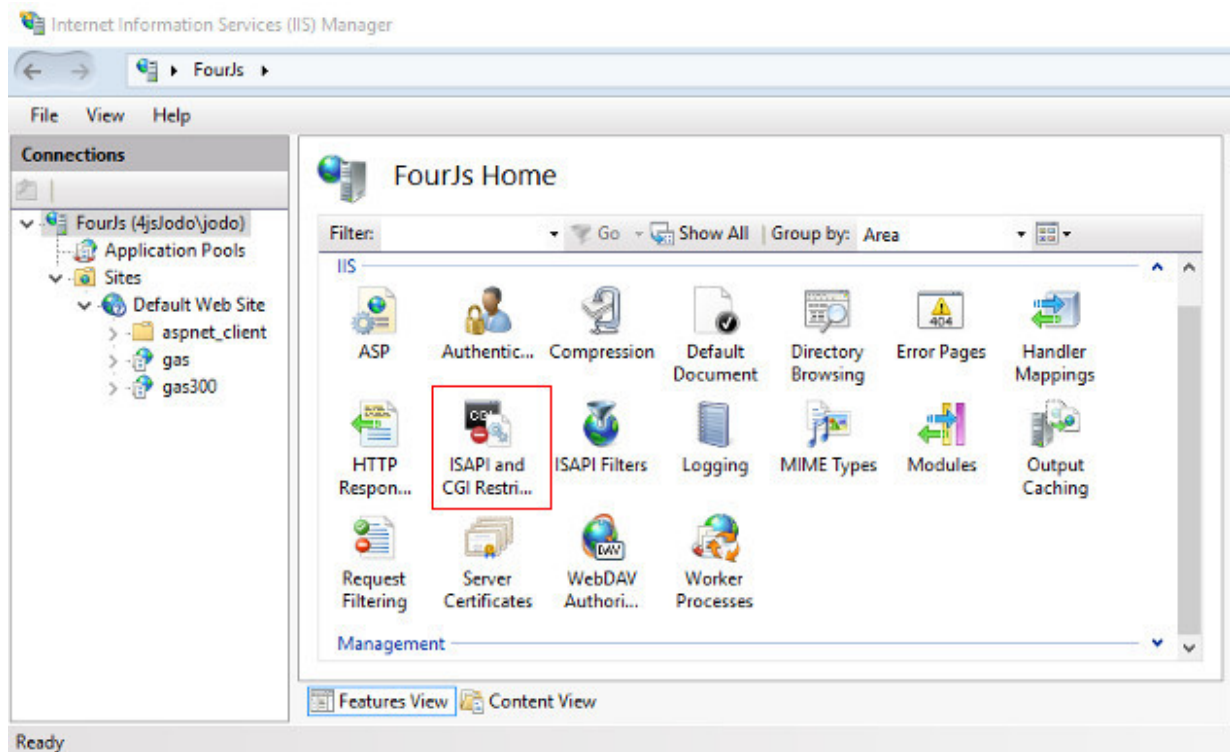 Internet Information Services (IIS) Manager
FourJs
File View Help
Connections
FourJs (4jsJodo\jodo)
Application Pools
Sites
Default Web Site
aspnet_client
gas
gas300
FourJs Home
Filter: Go Show All Group by: Area
IIS
ASP Authentic... Compression Default Document Directory Browsing Error Pages Handler Mappings
404
CGI
HTTP Respon... ISAPI and CGI Restri... ISAPI Filters Logging MIME Types Modules Output Caching
DAV
Request Filtering Server Certificates WebDAV Authori... Worker Processes
Management
Features View Content View
Ready